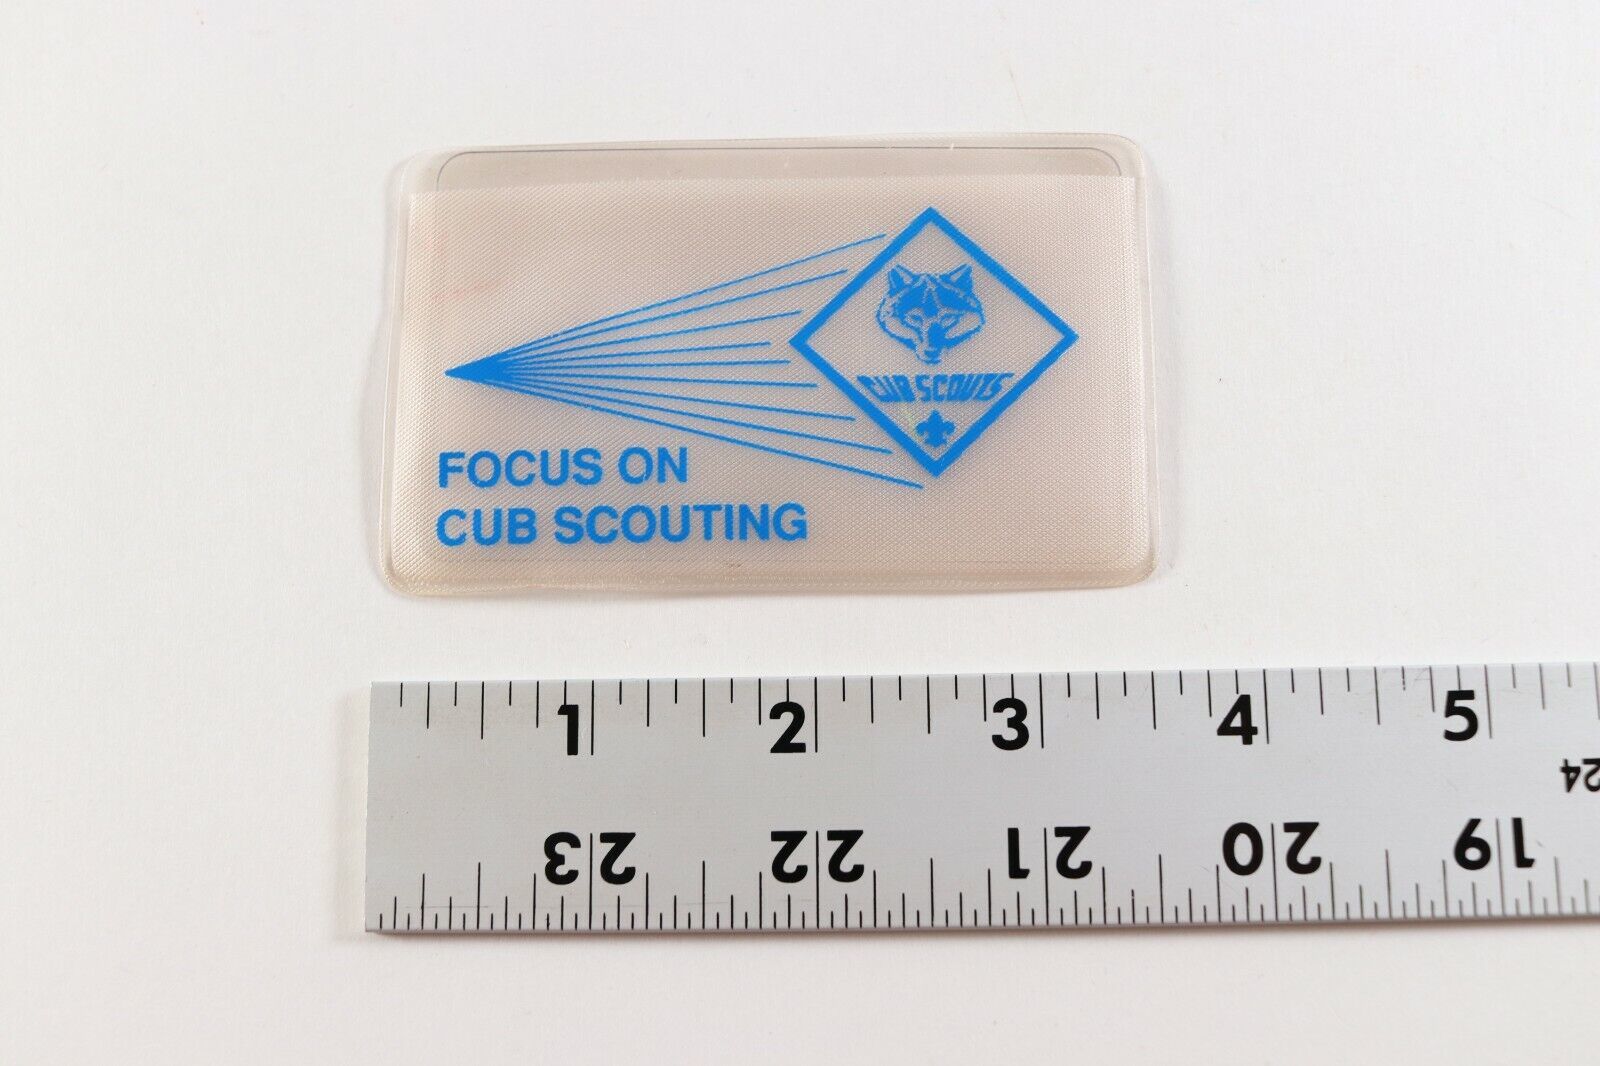 CUB SCOUTS
FOCUS ON
CUB SCOUTING
1 2 3 4 5
24
23 22 21 20 19